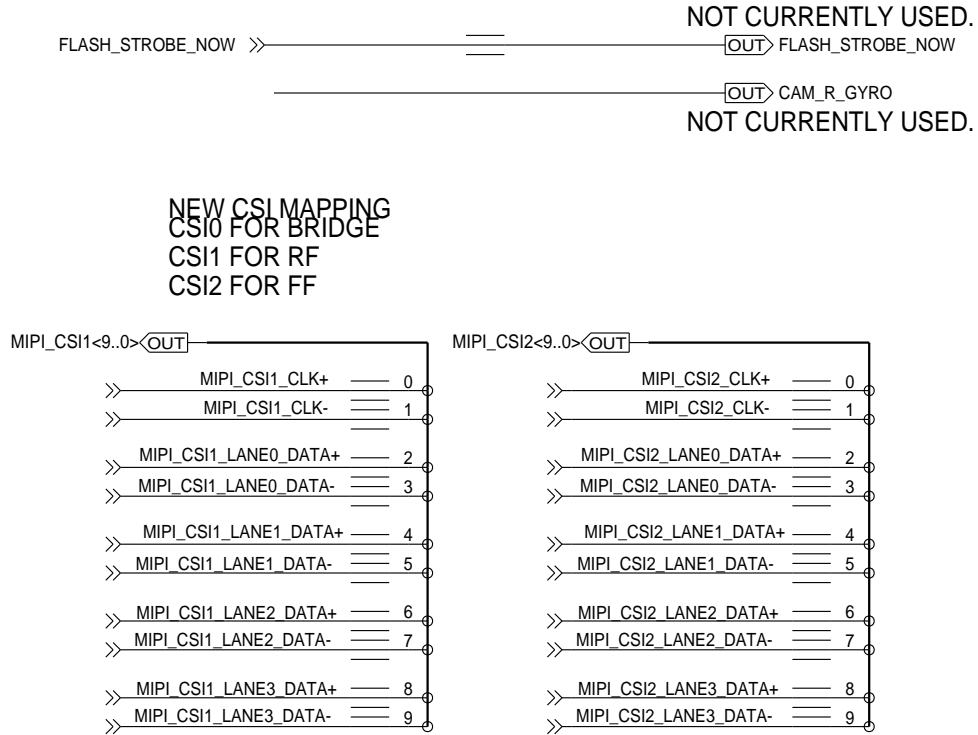 NOT CURRENTLY USED.
FLASH_STROBE_NOW OUT FLASH_STROBE_NOW
OUT CAM_R_GYRO
NOT CURRENTLY USED.
NEW CSI MAPPING
CSI0 FOR BRIDGE
CSI1 FOR RF
CSI2 FOR FF
MIPI_CSI1<9..0> OUT
MIPI_CSI1_CLK+ 0
MIPI_CSI1_CLK- 1
MIPI_CSI1_LANE0_DATA+ 2
MIPI_CSI1_LANE0_DATA- 3
MIPI_CSI1_LANE1_DATA+ 4
MIPI_CSI1_LANE1_DATA- 5
MIPI_CSI1_LANE2_DATA+ 6
MIPI_CSI1_LANE2_DATA- 7
MIPI_CSI1_LANE3_DATA+ 8
MIPI_CSI1_LANE3_DATA- 9
MIPI_CSI2<9..0> OUT
MIPI_CSI2_CLK+ 0
MIPI_CSI2_CLK- 1
MIPI_CSI2_LANE0_DATA+ 2
MIPI_CSI2_LANE0_DATA- 3
MIPI_CSI2_LANE1_DATA+ 4
MIPI_CSI2_LANE1_DATA- 5
MIPI_CSI2_LANE2_DATA+ 6
MIPI_CSI2_LANE2_DATA- 7
MIPI_CSI2_LANE3_DATA+ 8
MIPI_CSI2_LANE3_DATA- 9